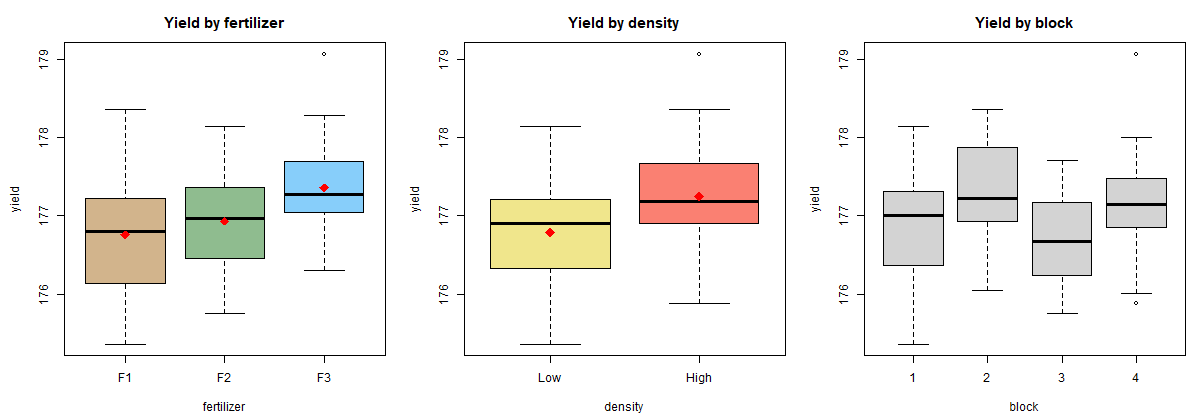 Yield by fertilizer
yield
179
178
177
176
F1 F2 F3
fertilizer
Yield by density
yield
179
178
177
176
Low High
density
Yield by block
yield
179
178
177
176
1 2 3 4
block